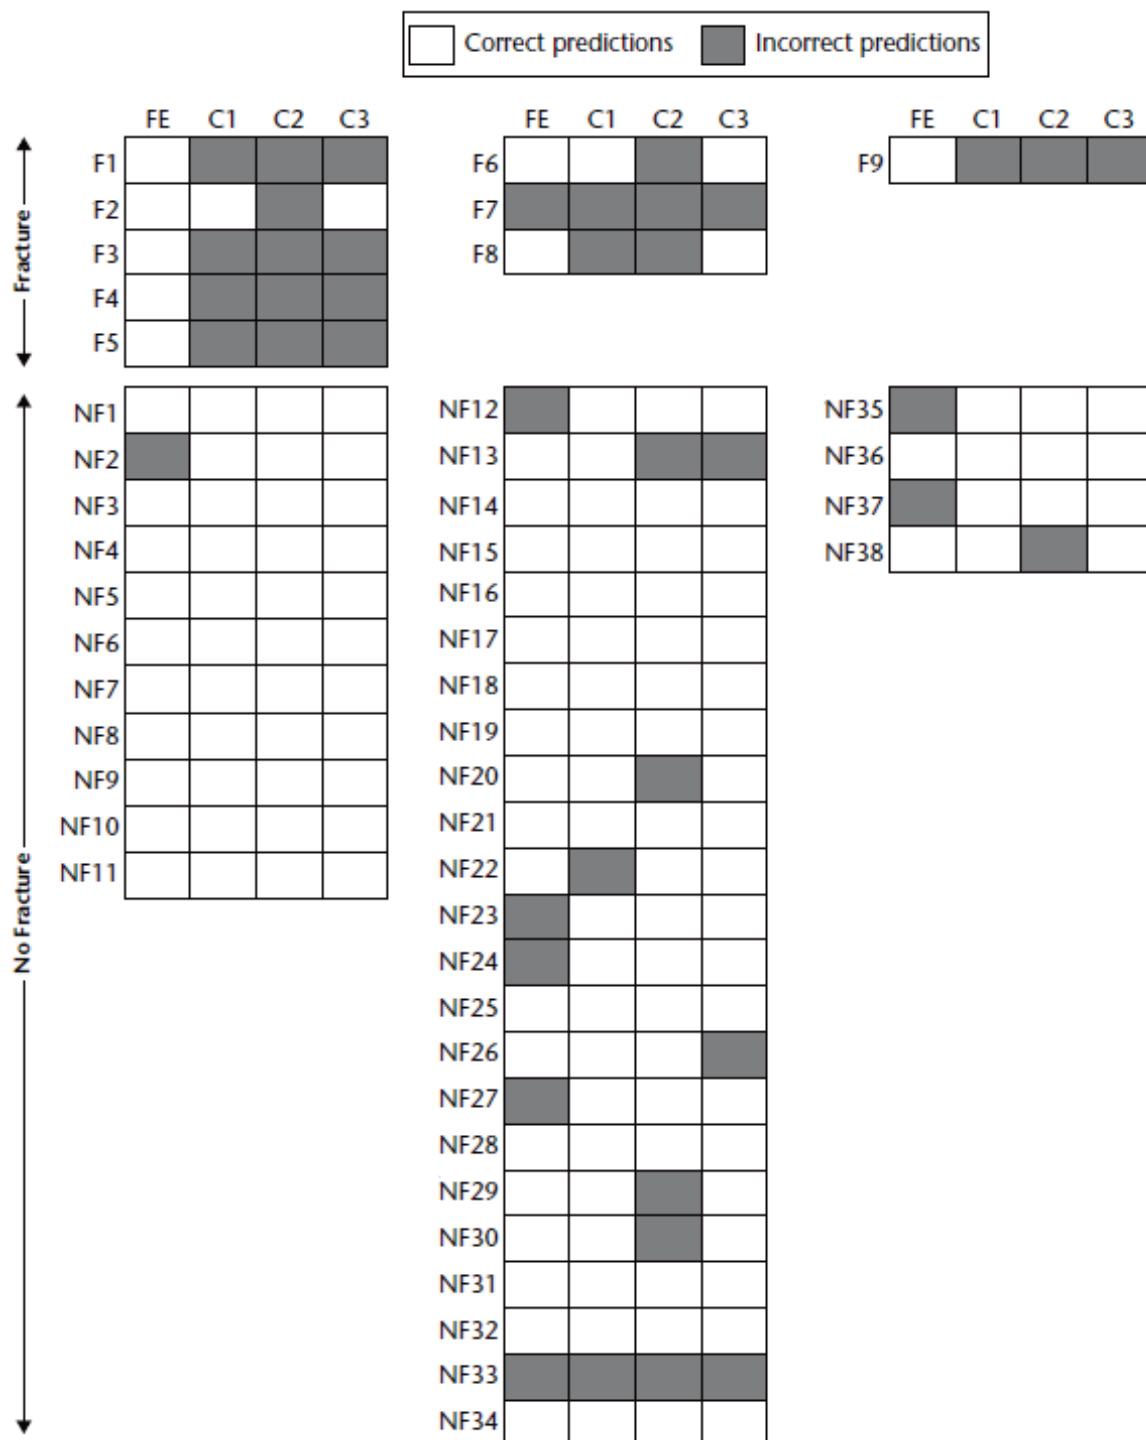 Correct predictions Incorrect predictions
FE C1 C2 C3 FE C1 C2 C3 FE C1 C2 C3
Fracture
F1 F6 F9
F2 F7
F3 F8
F4
F5
No Fracture
NF1 NF12 NF35
NF2 NF13 NF36
NF3 NF14 NF37
NF4 NF15 NF38
NF5 NF16
NF6 NF17
NF7 NF18
NF8 NF19
NF9 NF20
NF10 NF21
NF11 NF22
NF23
NF24
NF25
NF26
NF27
NF28
NF29
NF30
NF31
NF32
NF33
NF34